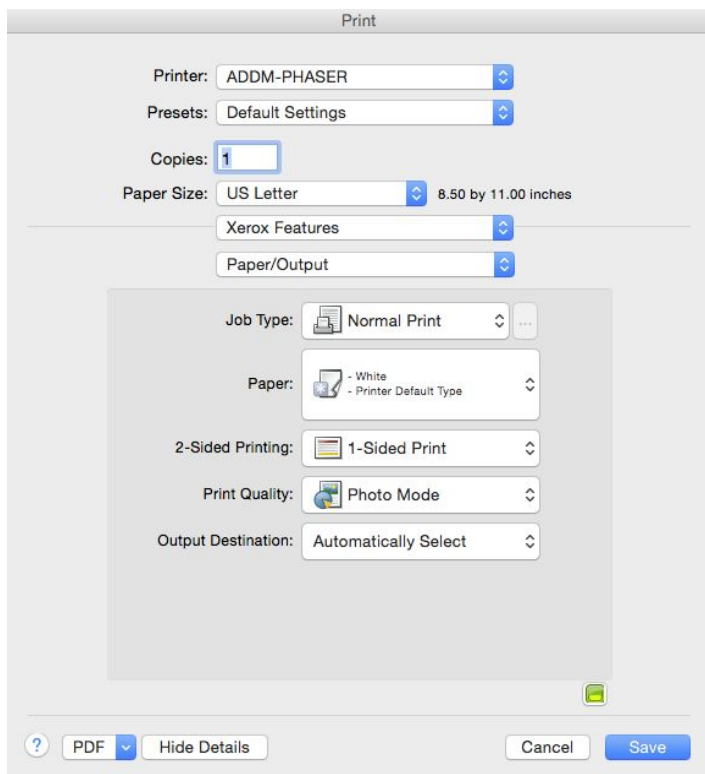 Print
Printer: ADDM-PHASER
Presets: Default Settings
Copies: 1
Paper Size: US Letter 8.50 by 11.00 inches
Xerox Features
Paper/Output
Job Type: Normal Print ...
Paper: - White
- Printer Default Type
2-Sided Printing: 1-Sided Print
Print Quality: Photo Mode
Output Destination: Automatically Select
? PDF Hide Details Cancel Save